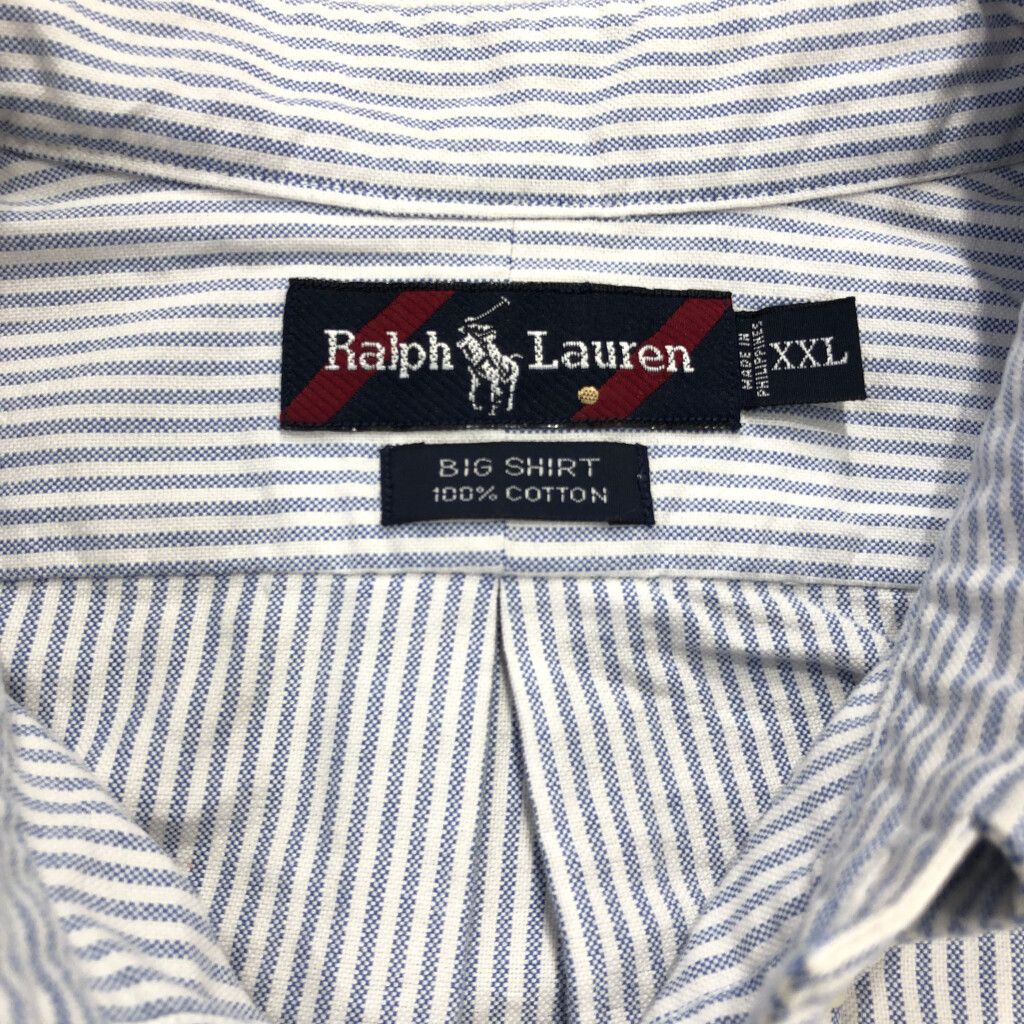 Ralph Lauren
MADE IN
PHILIPPINES
XXL
BIG SHIRT
100% COTTON